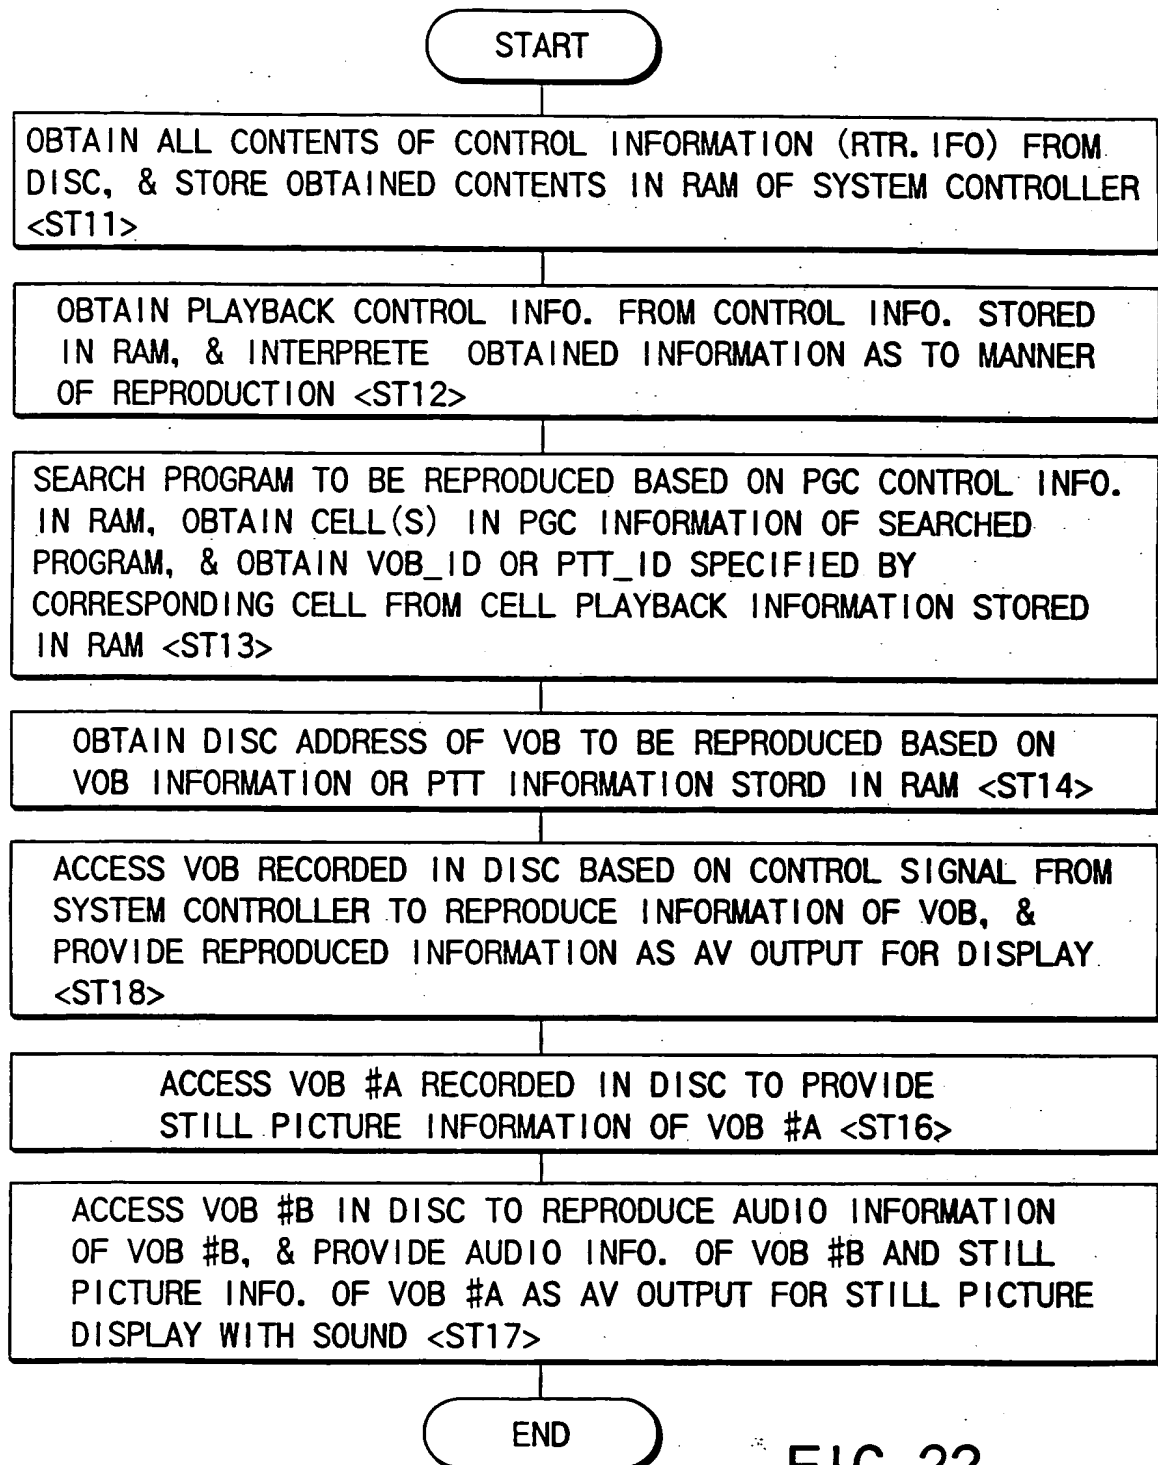 START
OBTAIN ALL CONTENTS OF CONTROL INFORMATION (RTR.IFO) FROM
DISC, & STORE OBTAINED CONTENTS IN RAM OF SYSTEM CONTROLLER
<ST11>
OBTAIN PLAYBACK CONTROL INFO. FROM CONTROL INFO. STORED
IN RAM, & INTERPRETE OBTAINED INFORMATION AS TO MANNER
OF REPRODUCTION <ST12>
SEARCH PROGRAM TO BE REPRODUCED BASED ON PGC CONTROL INFO.
IN RAM, OBTAIN CELL(S) IN PGC INFORMATION OF SEARCHED
PROGRAM, & OBTAIN VOB_ID OR PTT_ID SPECIFIED BY
CORRESPONDING CELL FROM CELL PLAYBACK INFORMATION STORED
IN RAM <ST13>
OBTAIN DISC ADDRESS OF VOB TO BE REPRODUCED BASED ON
VOB INFORMATION OR PTT INFORMATION STORD IN RAM <ST14>
ACCESS VOB RECORDED IN DISC BASED ON CONTROL SIGNAL FROM
SYSTEM CONTROLLER TO REPRODUCE INFORMATION OF VOB, &
PROVIDE REPRODUCED INFORMATION AS AV OUTPUT FOR DISPLAY
<ST18>
ACCESS VOB #A RECORDED IN DISC TO PROVIDE
STILL PICTURE INFORMATION OF VOB #A <ST16>
ACCESS VOB #B IN DISC TO REPRODUCE AUDIO INFORMATION
OF VOB #B, & PROVIDE AUDIO INFO. OF VOB #B AND STILL
PICTURE INFO. OF VOB #A AS AV OUTPUT FOR STILL PICTURE
DISPLAY WITH SOUND <ST17>
END
FIG. 22